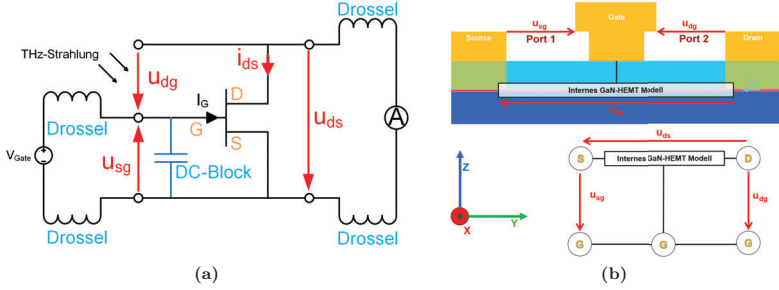 Drossel
THz-Strahlung
i_ds
u_dg
I_G
D
Drossel
G
u_ds
A
S
V_Gate
u_sg
DC-Block
Drossel
Drossel
(a)
u_sg
Gate
u_dg
Source
Port 1
Port 2
Drain
Internes GaN-HEMT Modell
u_ds
u_ds
S
Internes GaN-HEMT Modell
D
Z
u_sg
u_dg
X
Y
G
G
G
(b)